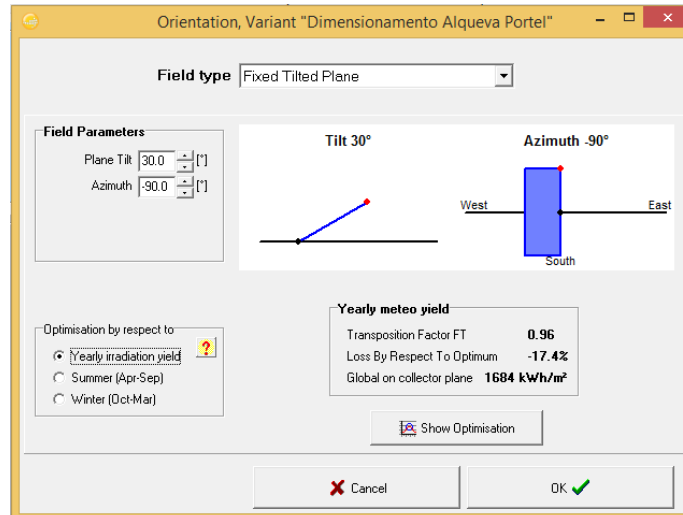 Orientation, Variant "Dimensionamento Alqueva Portel"
Field type Fixed Tilted Plane
Field Parameters
Plane Tilt 30.0 [°]
Azimuth -90.0 [°]
Tilt 30°
Azimuth -90°
West East
South
Optimisation by respect to
?
Yearly irradiation yield
Summer (Apr-Sep)
Winter (Oct-Mar)
Yearly meteo yield
Transposition Factor FT 0.96
Loss By Respect To Optimum -17.4%
Global on collector plane 1684 kWh/m²
Show Optimisation
Cancel OK